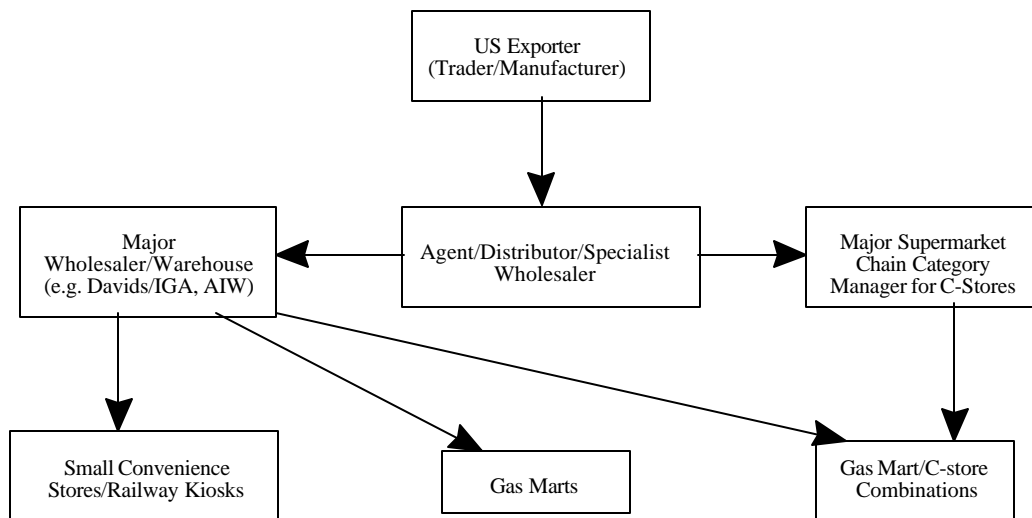 US Exporter
(Trader/Manufacturer)
Major
Wholesaler/Warehouse
(e.g. Davids/IGA, AIW)
Agent/Distributor/Specialist
Wholesaler
Major Supermarket
Chain Category
Manager for C-Stores
Small Convenience
Stores/Railway Kiosks
Gas Marts
Gas Mart/C-store
Combinations